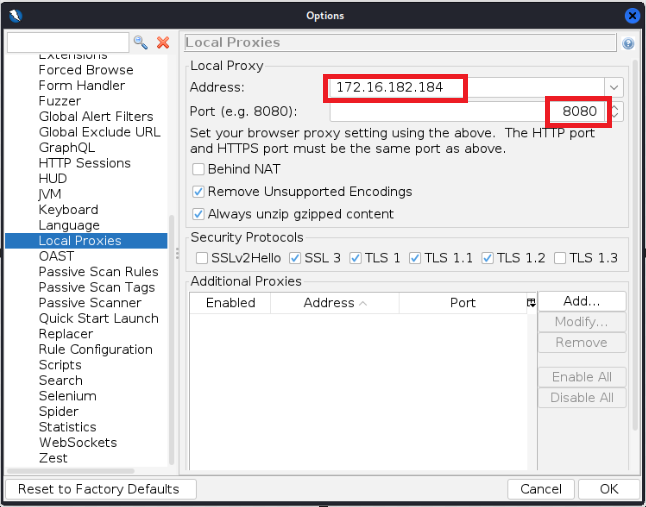 Options
Extensions
Forced Browse
Form Handler
Fuzzer
Global Alert Filters
Global Exclude URL
GraphQL
HTTP Sessions
HUD
JVM
Keyboard
Language
Local Proxies
OAST
Passive Scan Rules
Passive Scan Tags
Passive Scanner
Quick Start Launch
Replacer
Rule Configuration
Scripts
Search
Selenium
Spider
Statistics
WebSockets
Zest
Local Proxies
Local Proxy
Address: 172.16.182.184
Port (e.g. 8080): 8080
Set your browser proxy setting using the above. The HTTP port
and HTTPS port must be the same port as above.
Behind NAT
Remove Unsupported Encodings
Always unzip gzipped content
Security Protocols
SSLv2Hello SSL 3 TLS 1 TLS 1.1 TLS 1.2 TLS 1.3
Additional Proxies
Enabled Address Port
Add...
Modify...
Remove
Enable All
Disable All
Reset to Factory Defaults Cancel OK